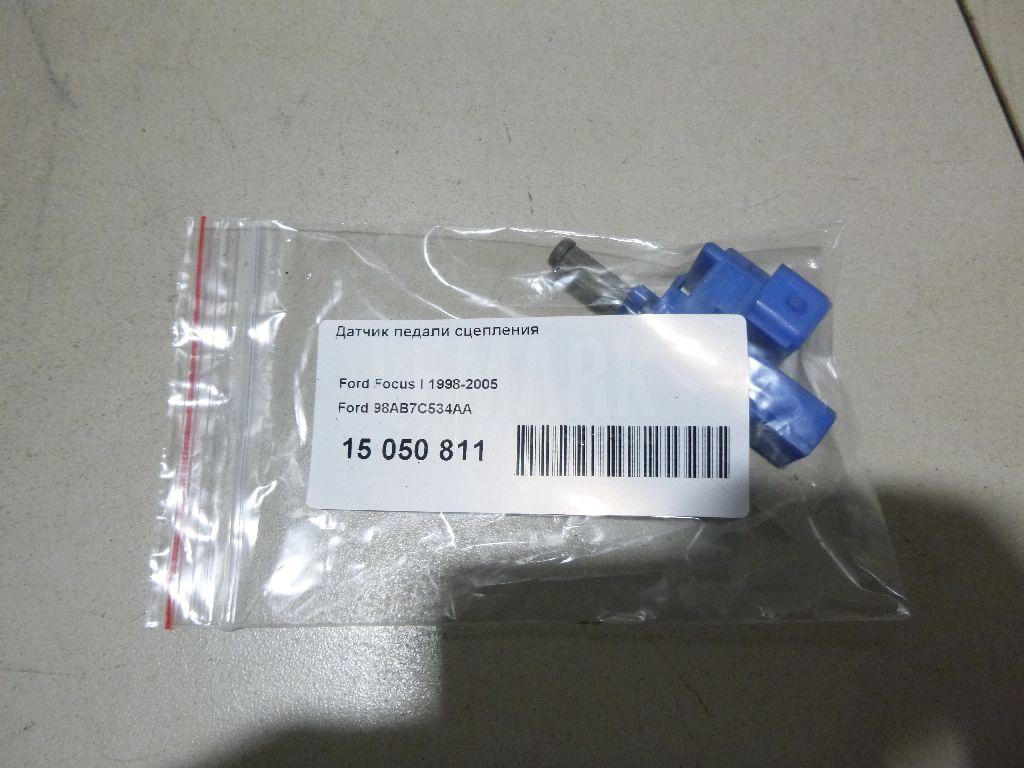 Датчик педали сцепления
Ford Focus I 1998-2005
Ford 98AB7C534AA
15 050 811